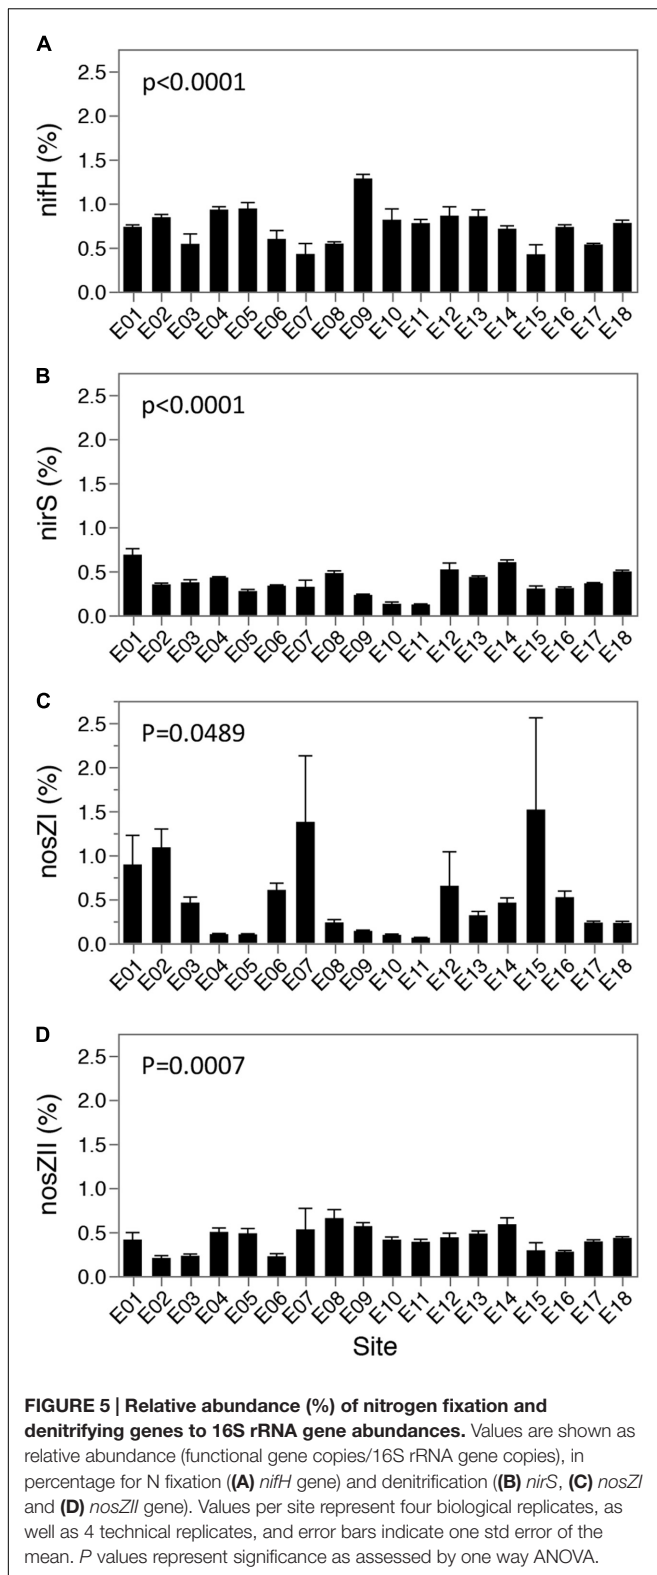 A
nifH (%)
2.5
2.0
1.5
1.0
0.5
0.0
p<0.0001
E01 E02 E03 E04 E05 E06 E07 E08 E09 E10 E11 E12 E13 E14 E15 E16 E17 E18
B
nirS (%)
2.5
2.0
1.5
1.0
0.5
0.0
p<0.0001
E01 E02 E03 E04 E05 E06 E07 E08 E09 E10 E11 E12 E13 E14 E15 E16 E17 E18
C
nosZI (%)
2.5
2.0
1.5
1.0
0.5
0.0
P=0.0489
E01 E02 E03 E04 E05 E06 E07 E08 E09 E10 E11 E12 E13 E14 E15 E16 E17 E18
D
nosZII (%)
2.5
2.0
1.5
1.0
0.5
0.0
P=0.0007
E01 E02 E03 E04 E05 E06 E07 E08 E09 E10 E11 E12 E13 E14 E15 E16 E17 E18
Site
FIGURE 5 | Relative abundance (%) of nitrogen fixation and
denitrifying genes to 16S rRNA gene abundances. Values are shown as
relative abundance (functional gene copies/16S rRNA gene copies), in
percentage for N fixation ((A) nifH gene) and denitrification ((B) nirS, (C) nosZI
and (D) nosZII gene). Values per site represent four biological replicates, as
well as 4 technical replicates, and error bars indicate one std error of the
mean. P values represent significance as assessed by one way ANOVA.